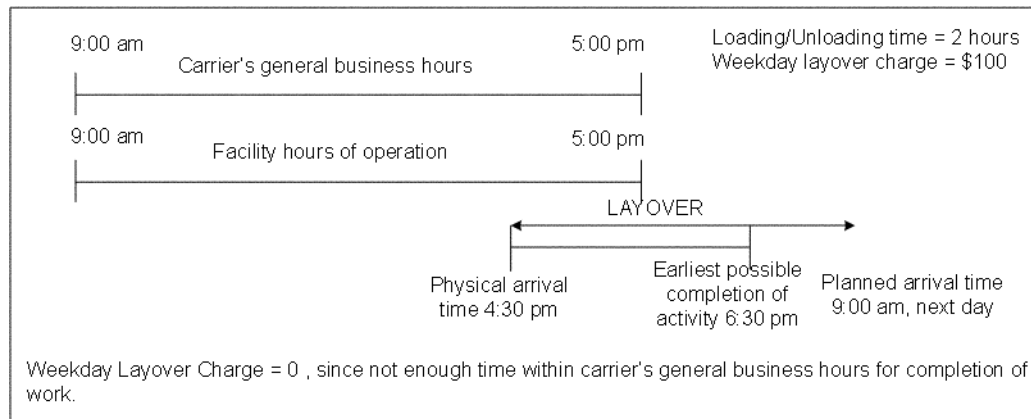 9:00 am
5:00 pm
Carrier's general business hours
Loading/Unloading time = 2 hours
Weekday layover charge = $100
9:00 am
5:00 pm
Facility hours of operation
LAYOVER
Physical arrival
time 4:30 pm
Earliest possible
completion of
activity 6:30 pm
Planned arrival time
9:00 am, next day
Weekday Layover Charge = 0 , since not enough time within carrier's general business hours for completion of
work.